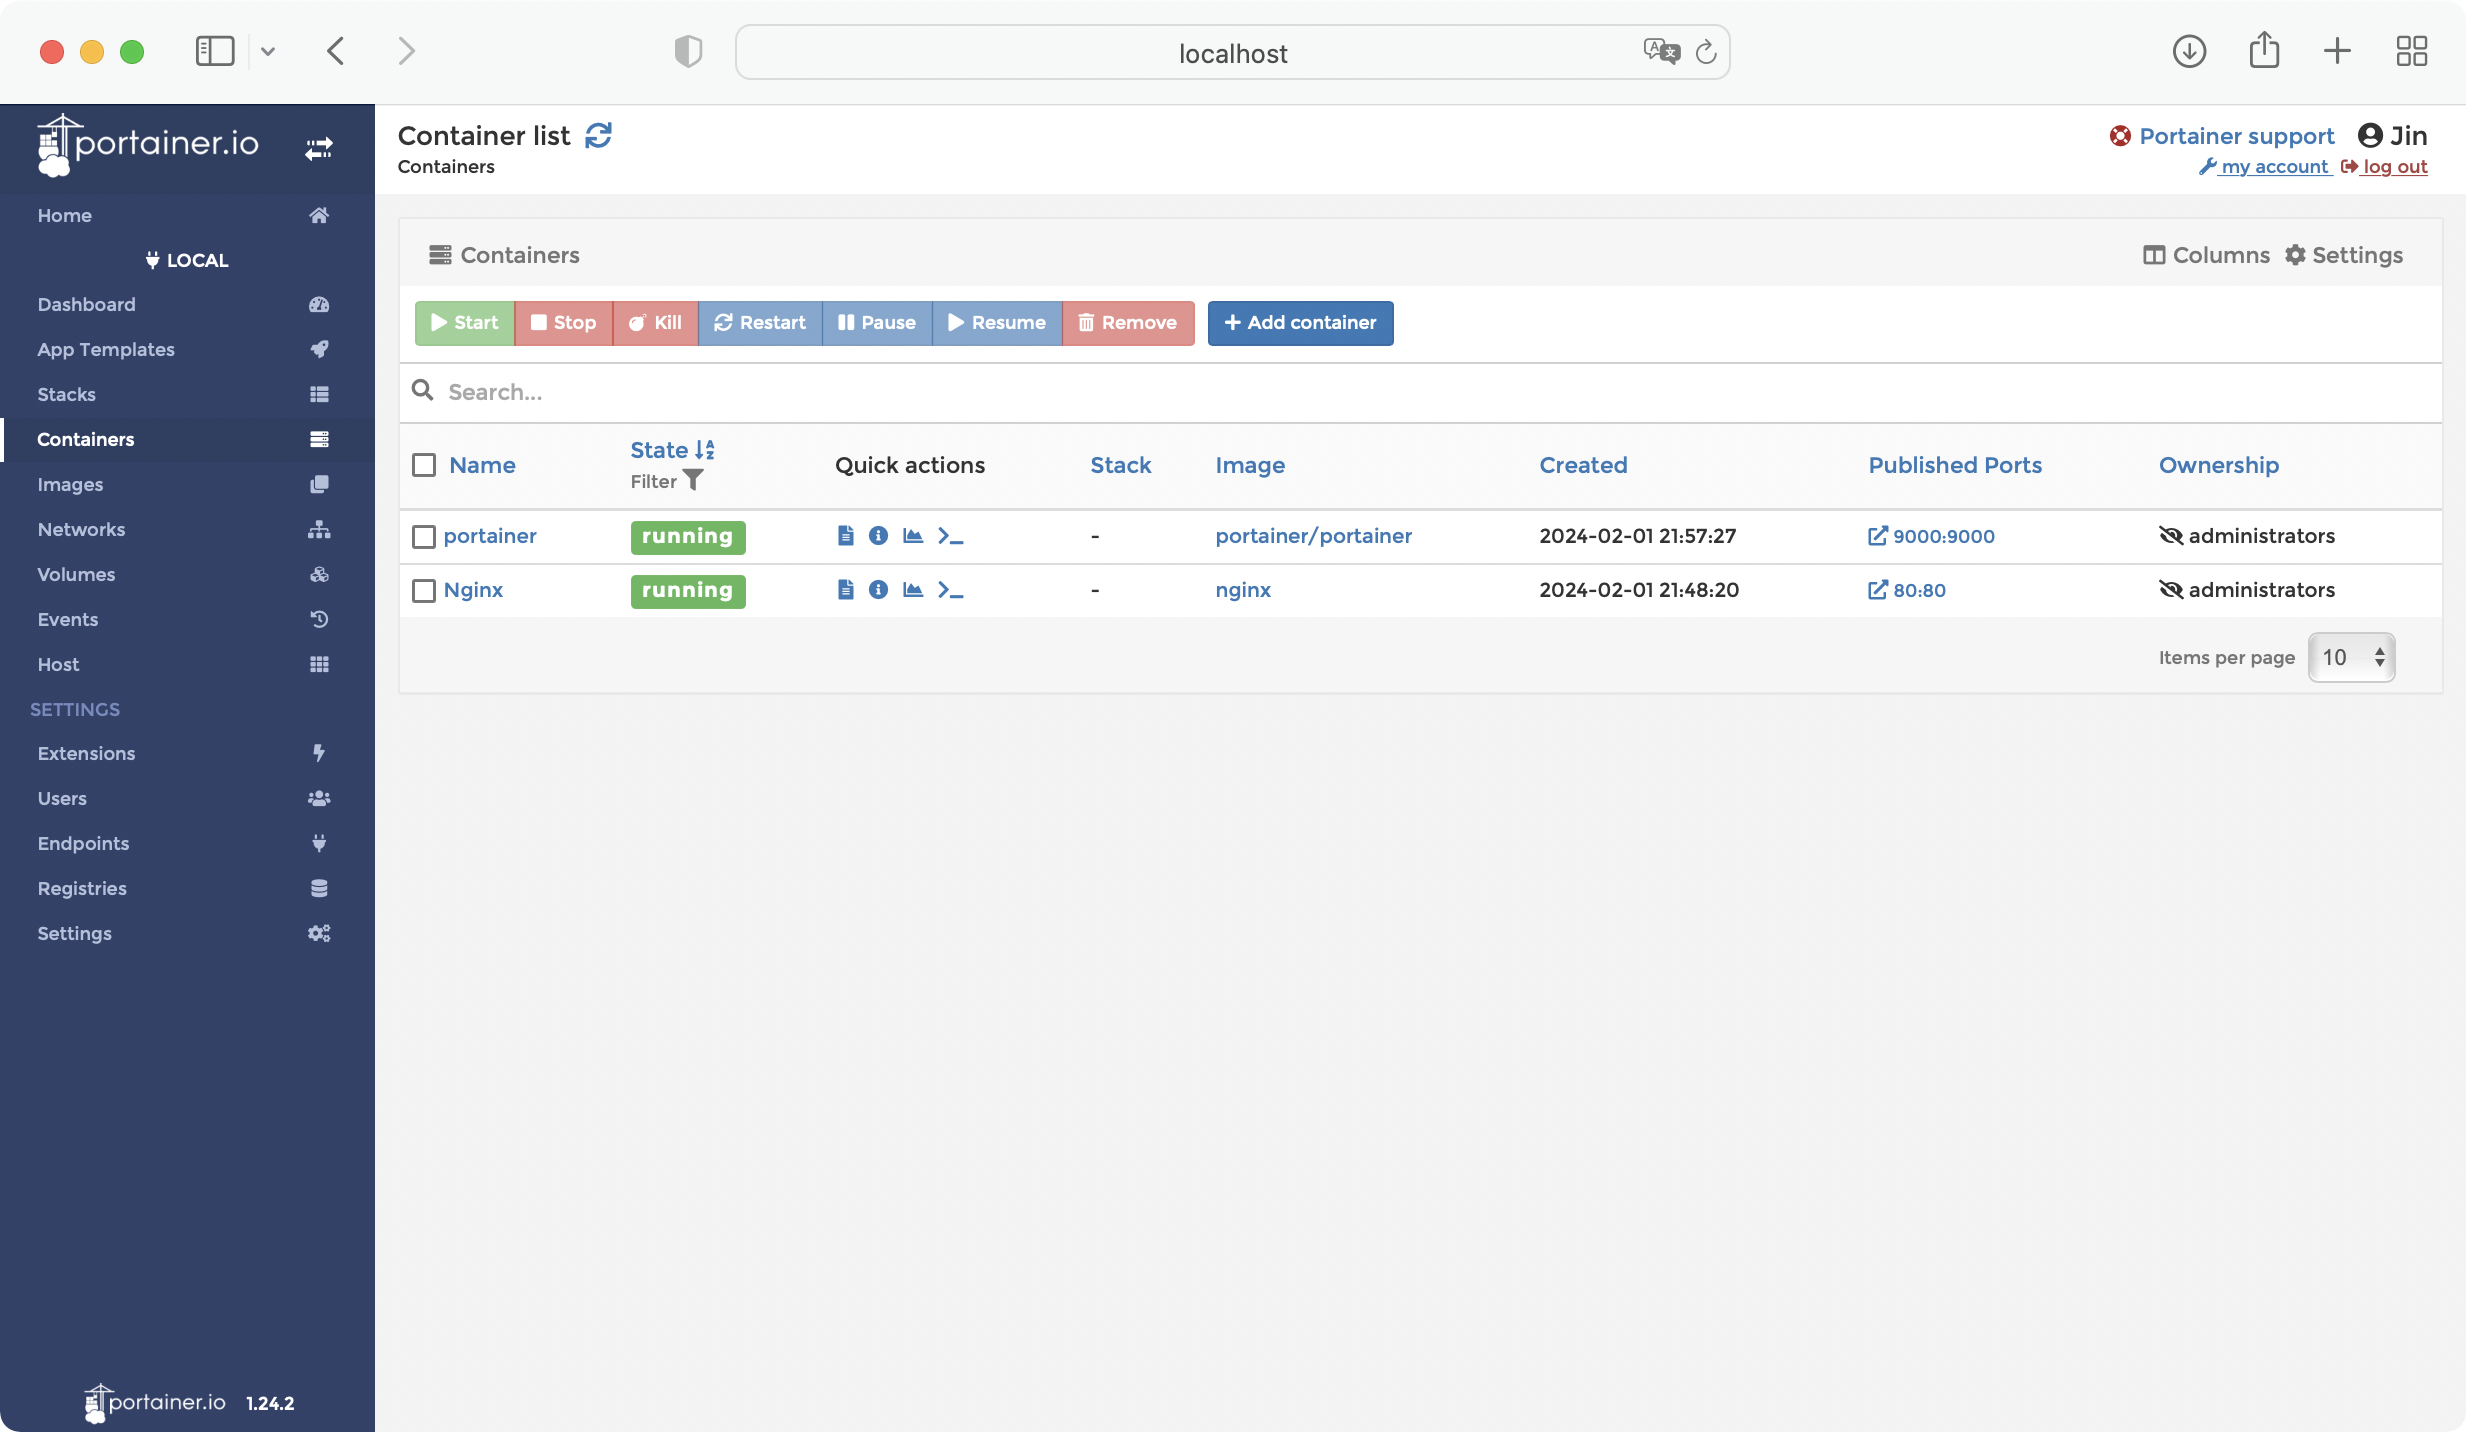 localhost
portainer.io
Home
LOCAL
Dashboard
App Templates
Stacks
Containers
Images
Networks
Volumes
Events
Host
SETTINGS
Extensions
Users
Endpoints
Registries
Settings
portainer.io 1.24.2
Container list
Containers
Portainer support Jin
my account log out
Containers
Columns Settings
Start Stop Kill Restart Pause Resume Remove Add container
Search...
Name State Filter Quick actions Stack Image Created Published Ports Ownership
portainer running - portainer/portainer 2024-02-01 21:57:27 9000:9000 administrators
Nginx running - nginx 2024-02-01 21:48:20 80:80 administrators
Items per page 10